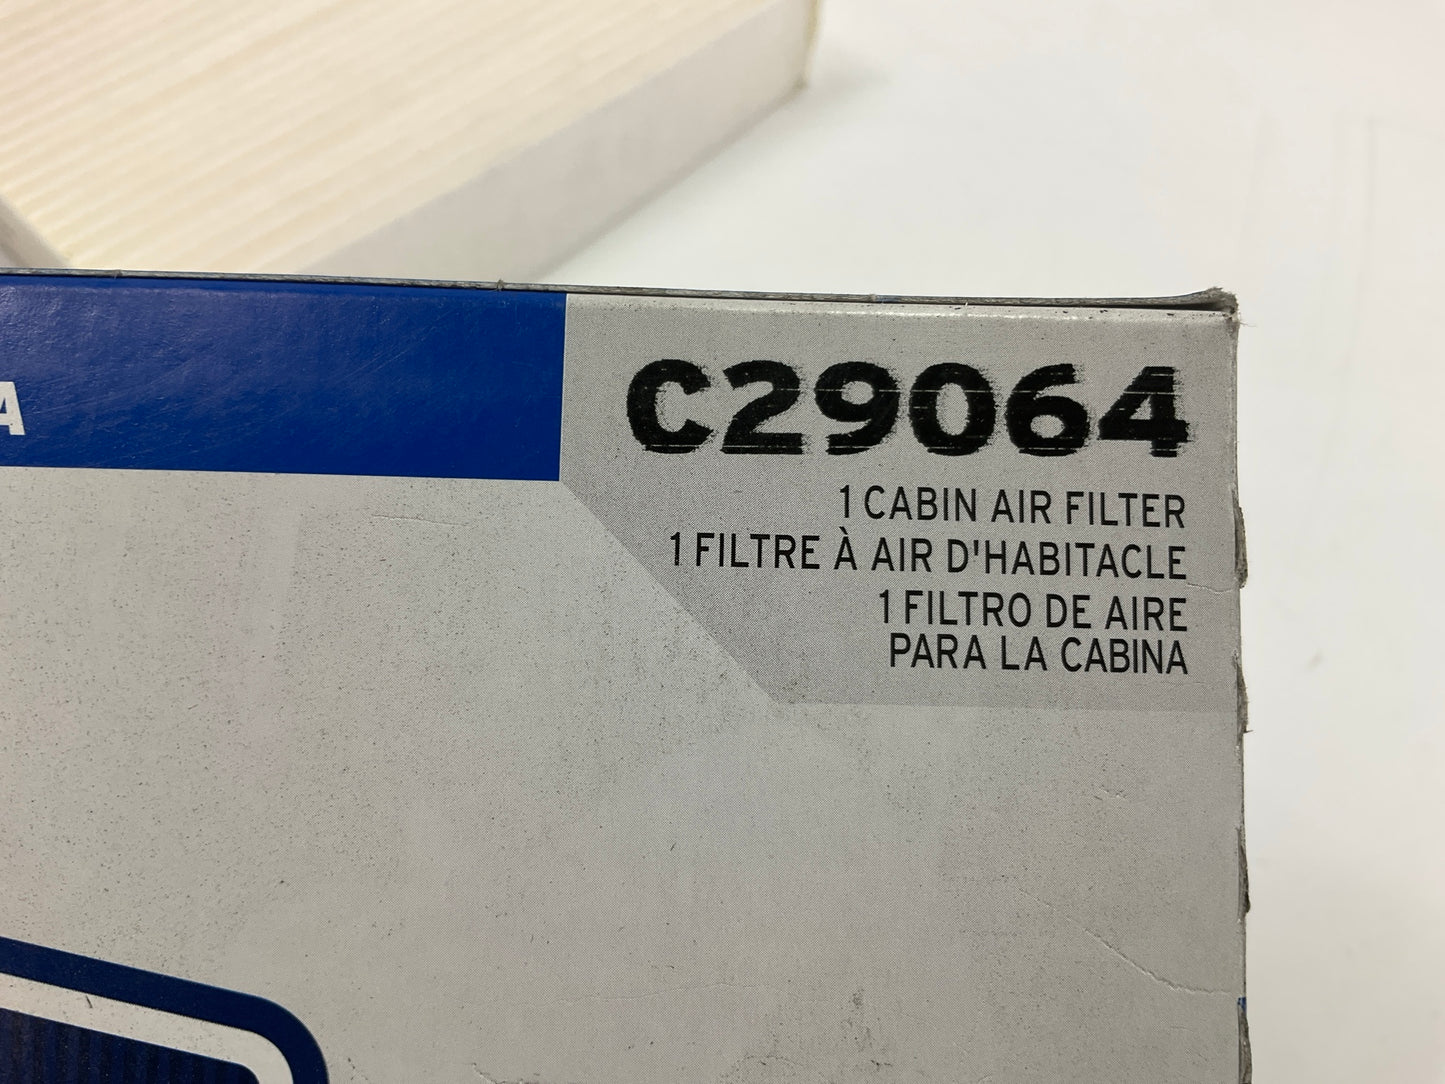 C29064
1 CABIN AIR FILTER
1 FILTRE À AIR D'HABITACLE
1 FILTRO DE AIRE
PARA LA CABINA